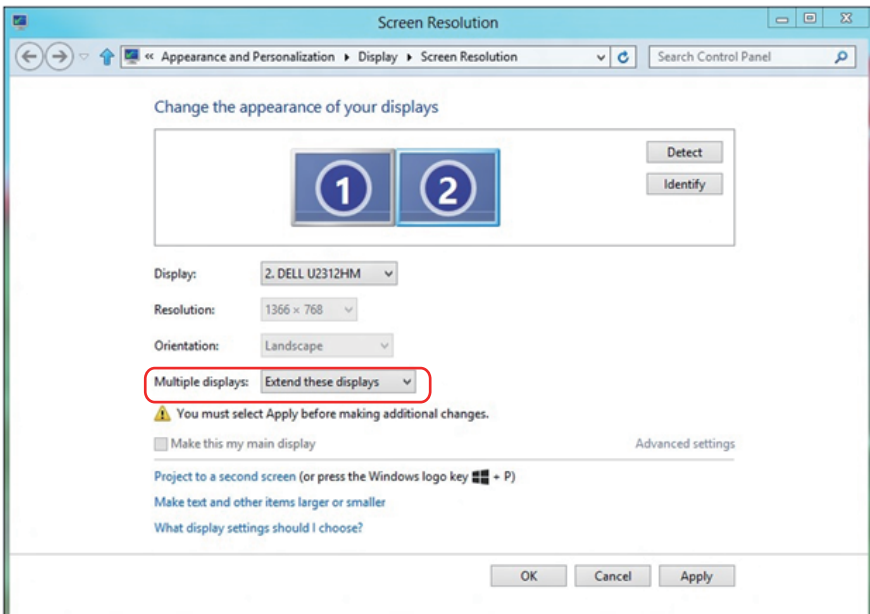 Screen Resolution
« Appearance and Personalization ▸ Display ▸ Screen Resolution
Search Control Panel
Change the appearance of your displays
1 2
Detect
Identify
Display: 2. DELL U2312HM
Resolution: 1366 × 768
Orientation: Landscape
Multiple displays: Extend these displays
You must select Apply before making additional changes.
Make this my main display Advanced settings
Project to a second screen (or press the Windows logo key + P)
Make text and other items larger or smaller
What display settings should I choose?
OK Cancel Apply